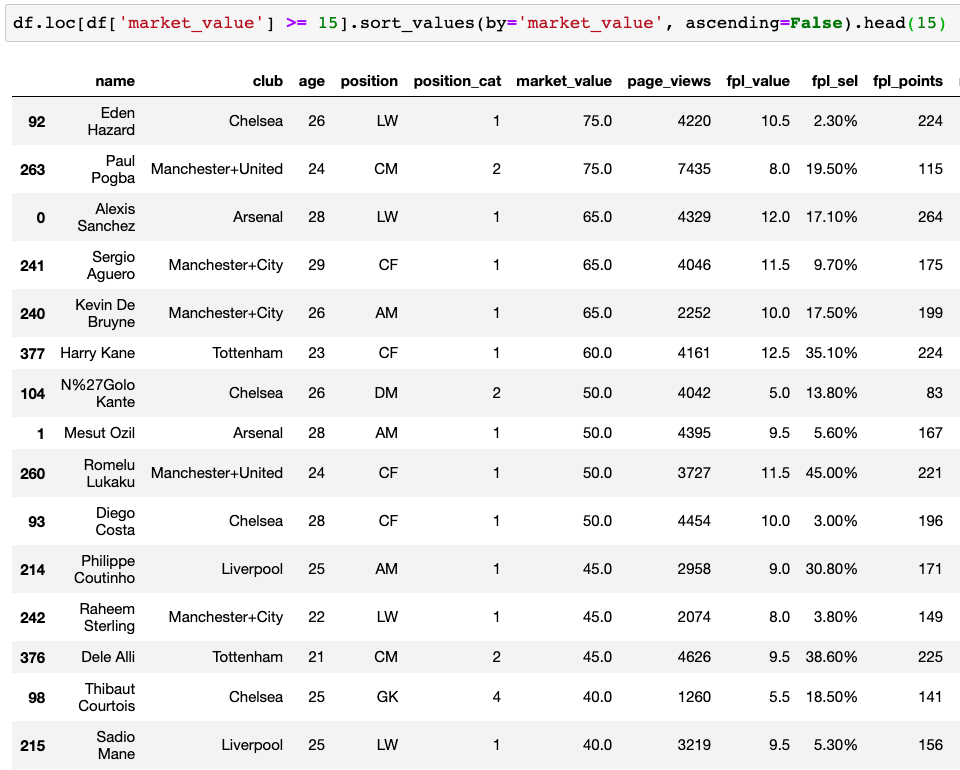 df.loc[df['market_value'] >= 15].sort_values(by='market_value', ascending=False).head(15)
name club age position position_cat market_value page_views fpl_value fpl_sel fpl_points
92 Eden Hazard Chelsea 26 LW 1 75.0 4220 10.5 2.30% 224
263 Paul Pogba Manchester+United 24 CM 2 75.0 7435 8.0 19.50% 115
0 Alexis Sanchez Arsenal 28 LW 1 65.0 4329 12.0 17.10% 264
241 Sergio Aguero Manchester+City 29 CF 1 65.0 4046 11.5 9.70% 175
240 Kevin De Bruyne Manchester+City 26 AM 1 65.0 2252 10.0 17.50% 199
377 Harry Kane Tottenham 23 CF 1 60.0 4161 12.5 35.10% 224
104 N%27Golo Kante Chelsea 26 DM 2 50.0 4042 5.0 13.80% 83
1 Mesut Ozil Arsenal 28 AM 1 50.0 4395 9.5 5.60% 167
260 Romelu Lukaku Manchester+United 24 CF 1 50.0 3727 11.5 45.00% 221
93 Diego Costa Chelsea 28 CF 1 50.0 4454 10.0 3.00% 196
214 Philippe Coutinho Liverpool 25 AM 1 45.0 2958 9.0 30.80% 171
242 Raheem Sterling Manchester+City 22 LW 1 45.0 2074 8.0 3.80% 149
376 Dele Alli Tottenham 21 CM 2 45.0 4626 9.5 38.60% 225
98 Thibaut Courtois Chelsea 25 GK 4 40.0 1260 5.5 18.50% 141
215 Sadio Mane Liverpool 25 LW 1 40.0 3219 9.5 5.30% 156